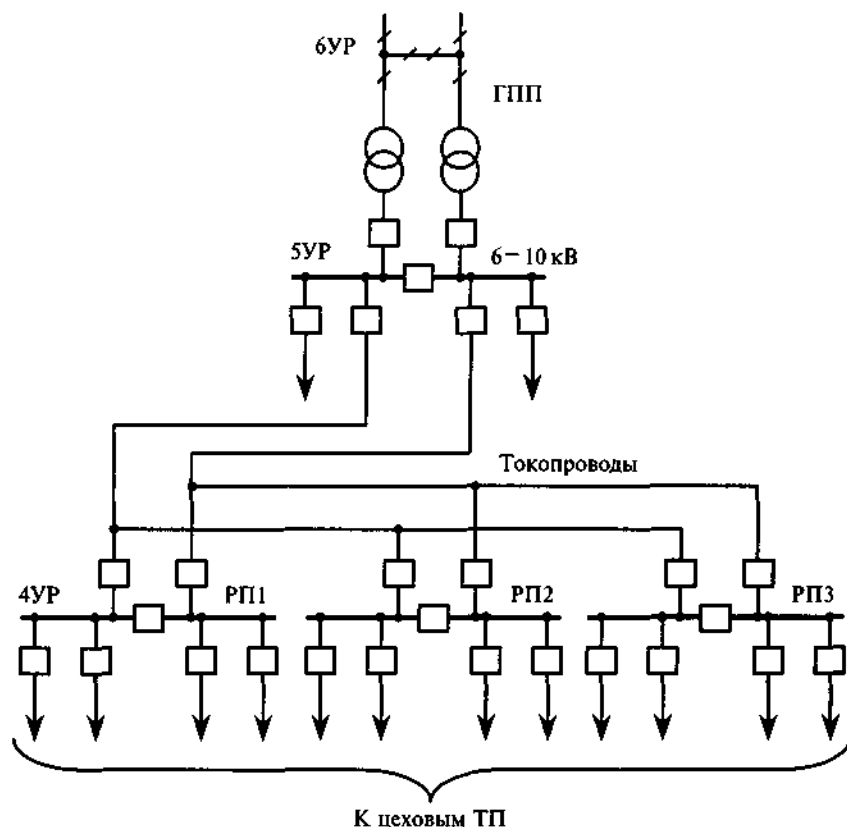 6УР
ГПП
5УР
6−10 кВ
Токопроводы
4УР
РП1
РП2
РП3
К цеховым ТП